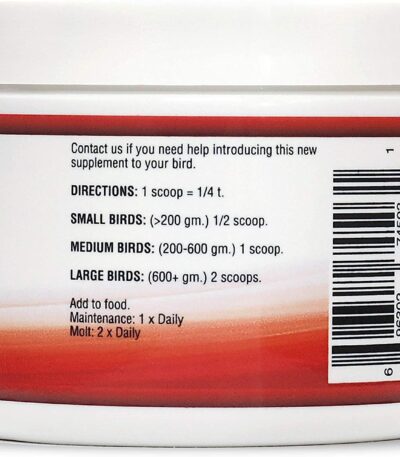 Contact us if you need help introducing this new
supplement to your bird.
DIRECTIONS: 1 scoop = 1/4 t.
SMALL BIRDS: (>200 gm.) 1/2 scoop.
MEDIUM BIRDS: (200-600 gm.) 1 scoop.
LARGE BIRDS: (600+ gm.) 2 scoops.
Add to food.
Maintenance: 1 x Daily
Molt: 2 x Daily
1
6